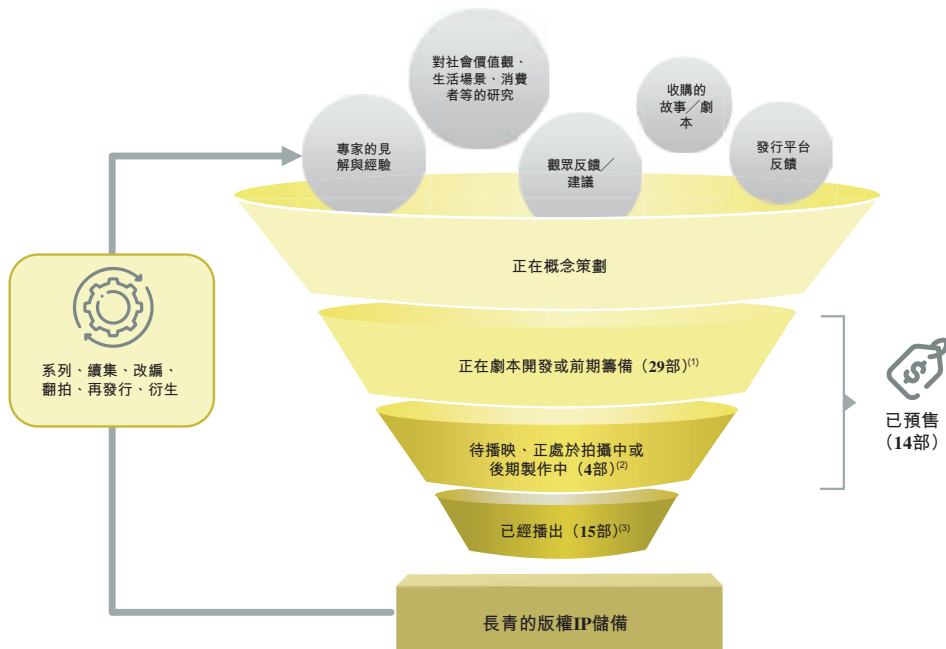 對社會價值觀、
生活場景、消費
者等的研究
收購的
故事／劇
本
專家的見
解與經驗
觀眾反饋／
建議
發行平台
反饋
正在概念策劃
正在劇本開發或前期籌備（29部）(1)
系列、續集、改編、
翻拍、再發行、衍生
$
已預售
（14部）
待播映、正處於拍攝中或
後期製作中（4部）(2)
已經播出（15部）(3)
長青的版權IP儲備